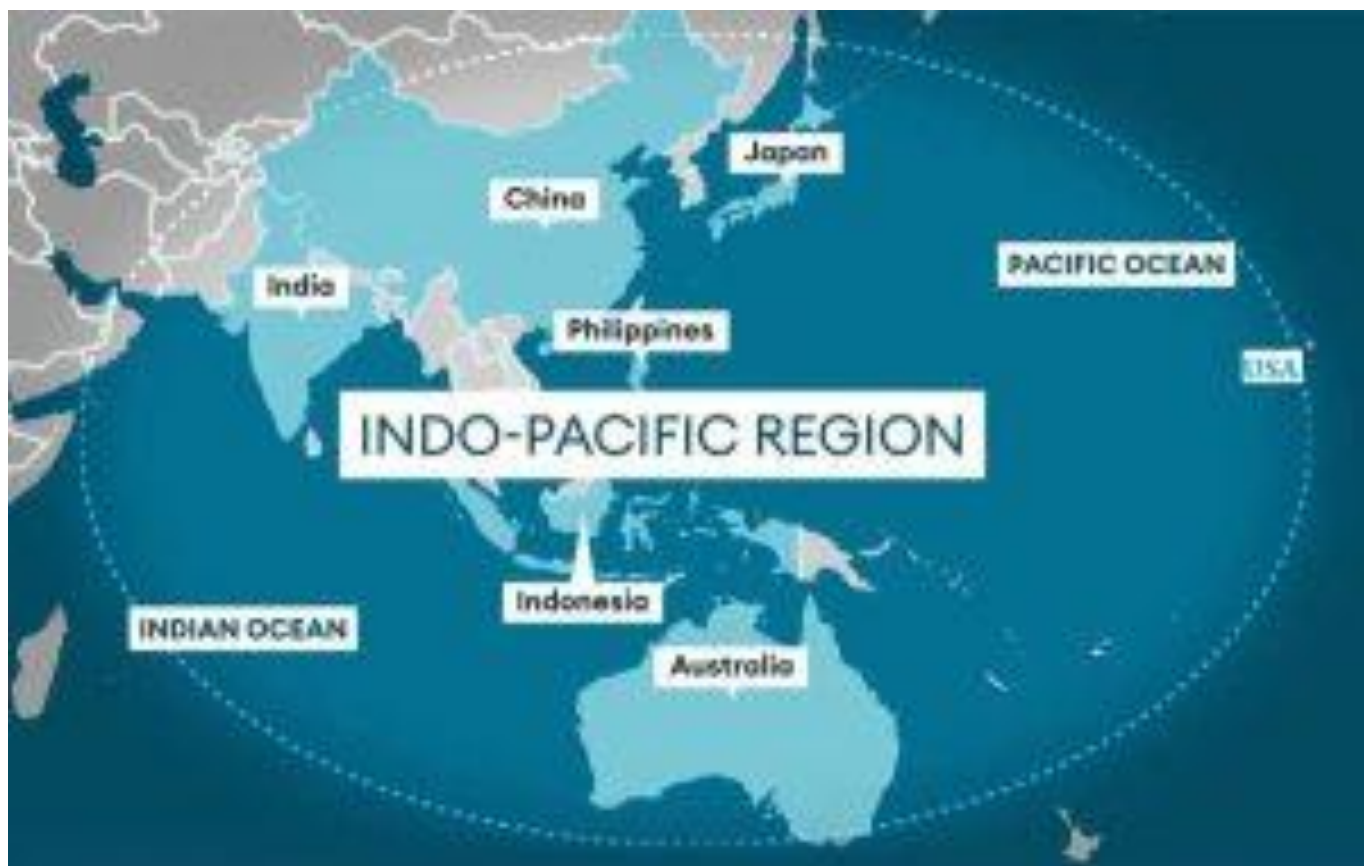 Japan
China
PACIFIC OCEAN
India
Philippines
USA
INDO-PACIFIC REGION
Indonesia
INDIAN OCEAN
Australia